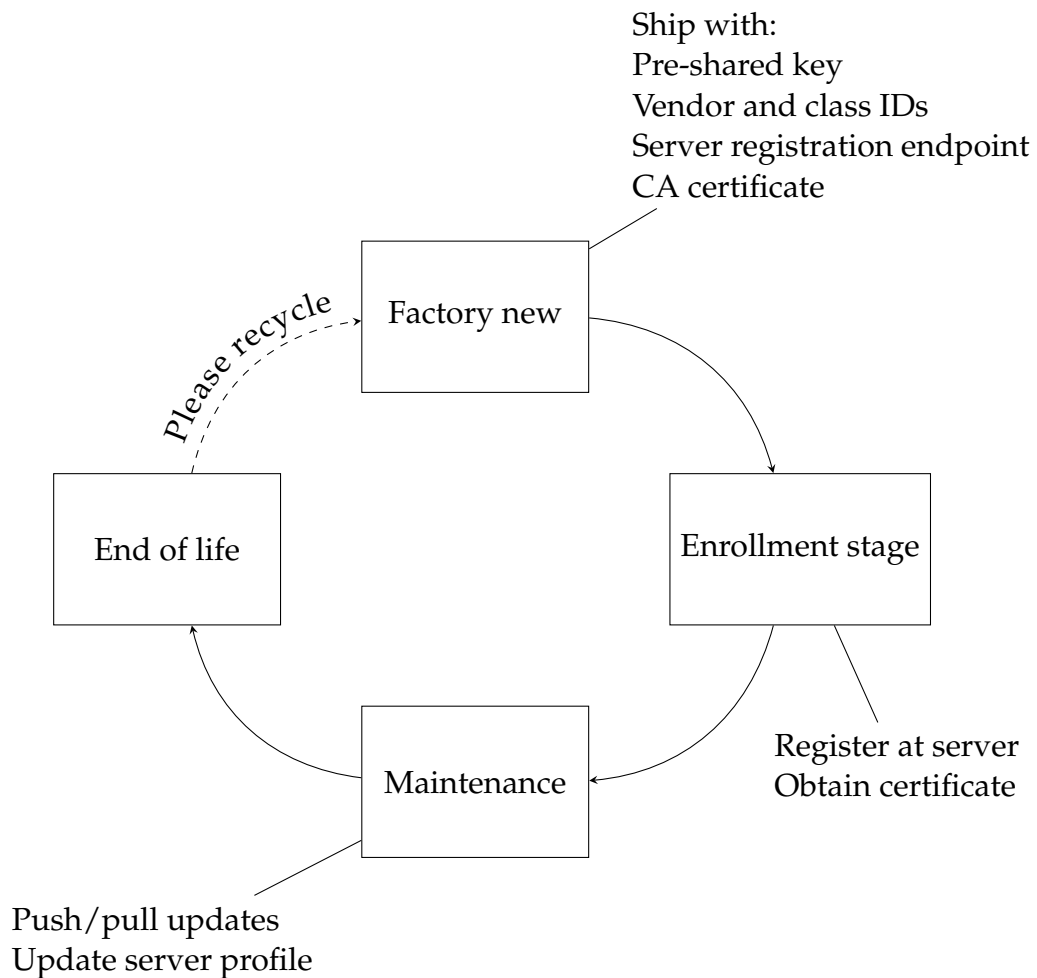 Ship with:
Pre-shared key
Vendor and class IDs
Server registration endpoint
CA certificate
Factory new
Please recycle
End of life
Enrollment stage
Register at server
Obtain certificate
Maintenance
Push/pull updates
Update server profile